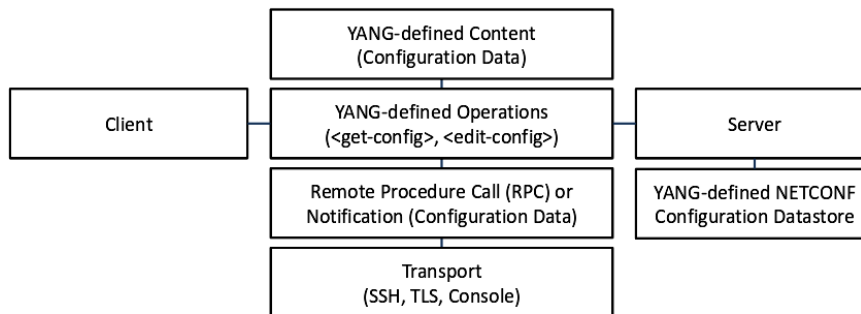 YANG-defined Content
(Configuration Data)
Client
YANG-defined Operations
(<get-config>, <edit-config>)
Server
Remote Procedure Call (RPC) or
Notification (Configuration Data)
YANG-defined NETCONF
Configuration Datastore
Transport
(SSH, TLS, Console)